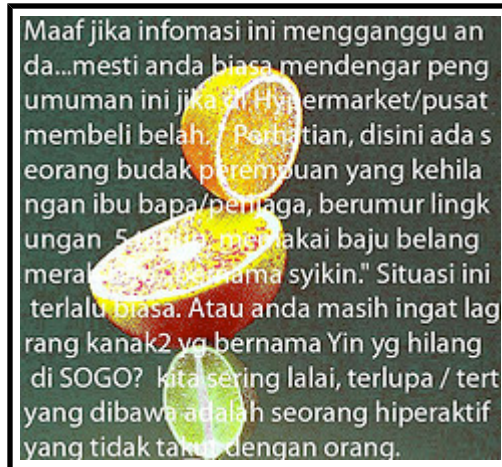 Maaf jika infomasi ini mengganggu an
da...mesti anda biasa mendengar peng
umuman ini jika di Hypermarket/pusat
membeli belah. " Perhatian, disini ada s
eorang budak perempuan yang kehila
ngan ibu bapa/penjaga, berumur lingk
ungan 5 tahun, memakai baju belang
merah bernama syikin." Situasi ini
terlalu biasa. Atau anda masih ingat lag
rang kanak2 yg bernama Yin yg hilang
di SOGO? kita sering lalai, terlupa / tert
yang dibawa adalah seorang hiperaktif
yang tidak takut dengan orang.